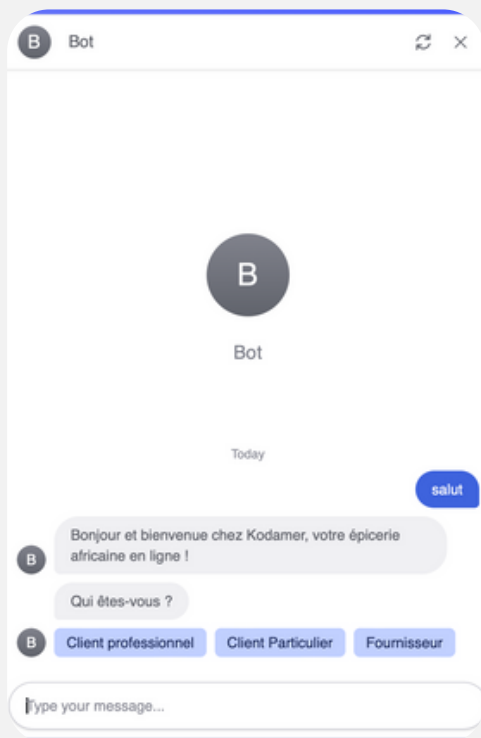 B Bot
B
Bot
Today
salut
Bonjour et bienvenue chez Kodamer, votre épicerie
africaine en ligne !
B
Qui êtes-vous ?
B Client professionnel Client Particulier Fournisseur
Type your message...